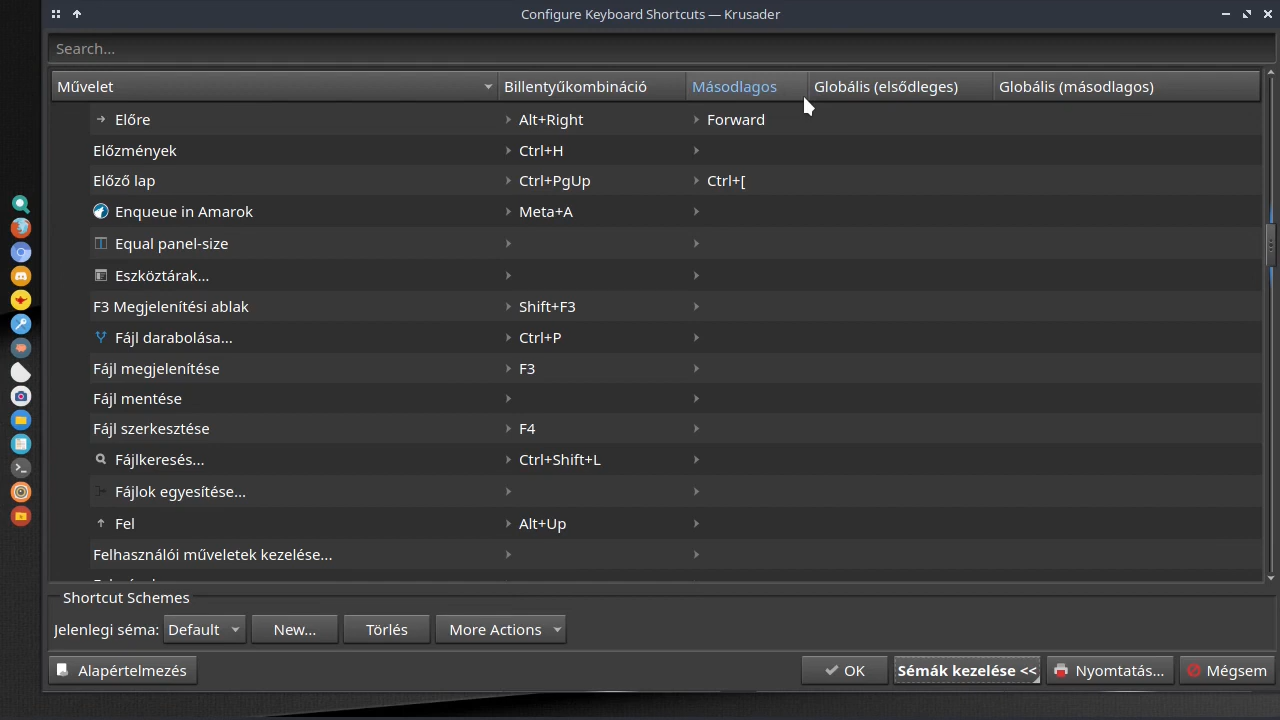 Configure Keyboard Shortcuts — Krusader
Search...
Művelet Billentyűkombináció Másodlagos Globális (elsődleges) Globális (másodlagos)
Előre Alt+Right Forward
Előzmények Ctrl+H
Előző lap Ctrl+PgUp Ctrl+[
Enqueue in Amarok Meta+A
Equal panel-size
Eszköztárak...
F3 Megjelenítési ablak Shift+F3
Fájl darabolása... Ctrl+P
Fájl megjelenítése F3
Fájl mentése
Fájl szerkesztése F4
Fájlkeresés... Ctrl+Shift+L
Fájlok egyesítése...
Fel Alt+Up
Felhasználói műveletek kezelése...
Shortcut Schemes
Jelenlegi séma: Default New... Törlés More Actions
Alapértelmezés OK Sémák kezelése << Nyomtatás... Mégsem